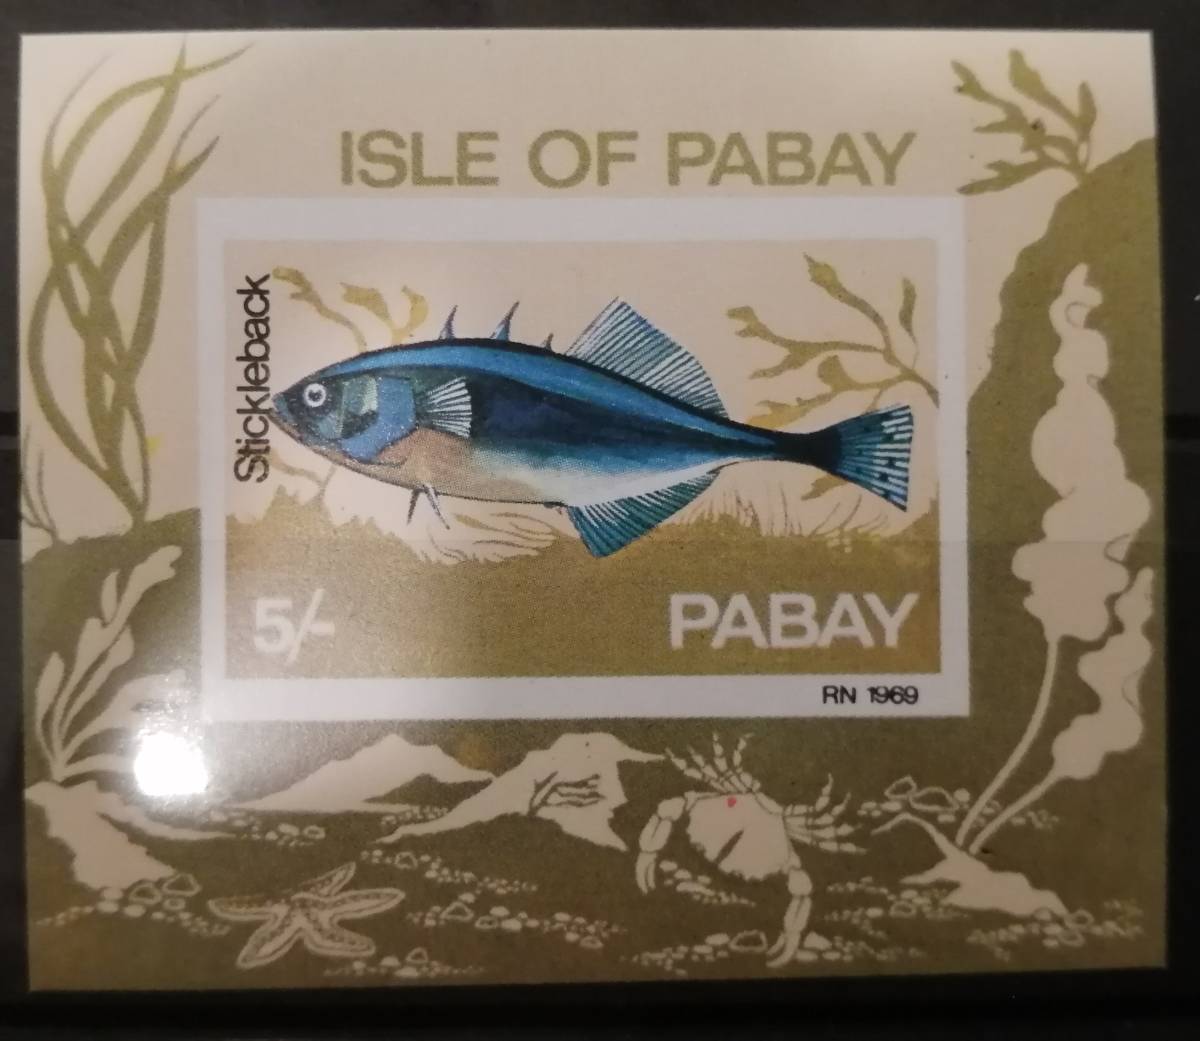 ISLE OF PABAY
Stickleback
5/-
PABAY
RN 1969